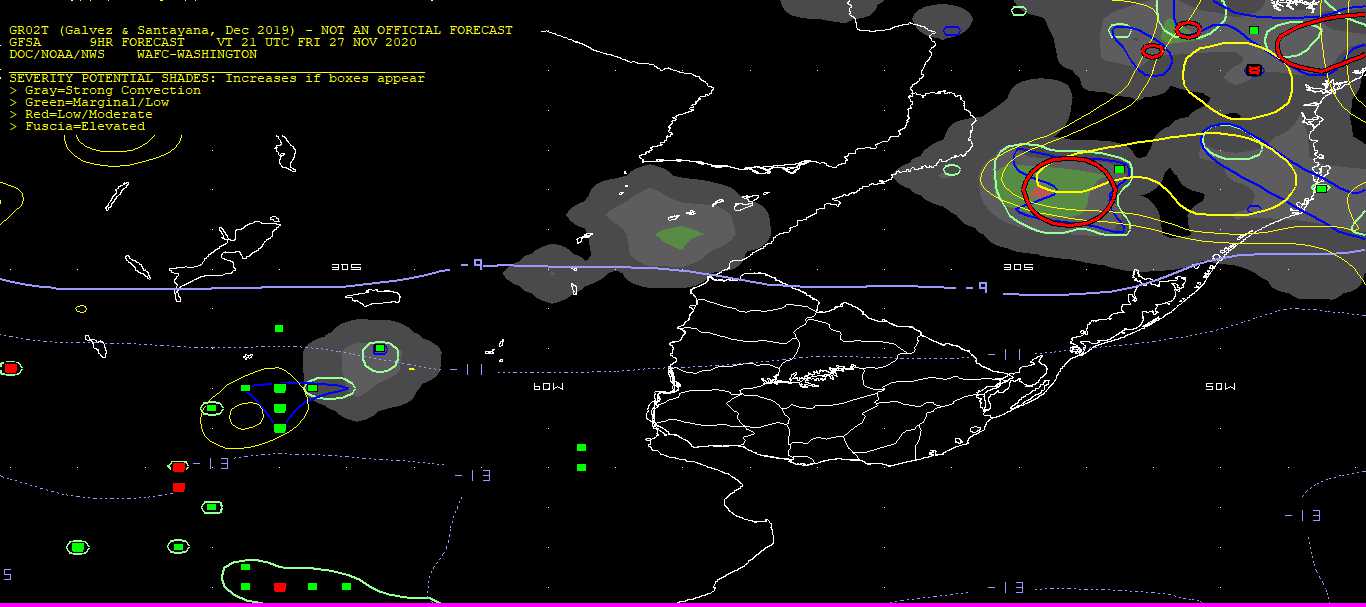 GR02T (Galvez & Santayana, Dec 2019) - NOT AN OFFICIAL FORECAST
GFSA 9HR FORECAST VT 21 UTC FRI 27 NOV 2020
DOC/NOAA/NWS WAFC-WASHINGTON
SEVERITY POTENTIAL SHADES: Increases if boxes appear
> Gray=Strong Convection
> Green=Marginal/Low
> Red=Low/Moderate
> Fuscia=Elevated
30S
-9
30S
-9
-11
-11
60W
50W
-13
-13
-13
5
-13